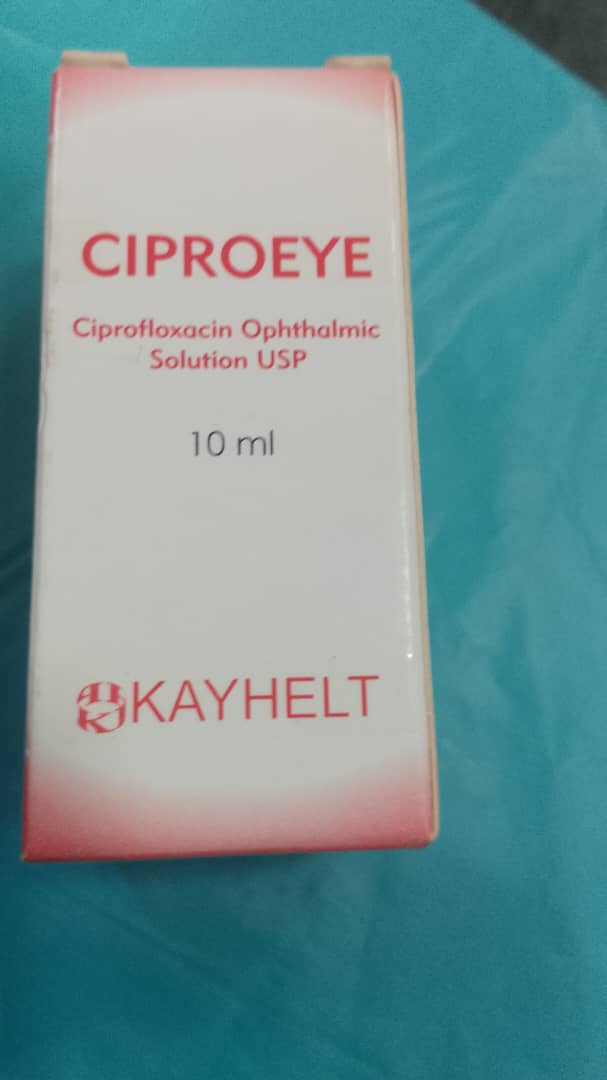 CIPROEYE
Ciprofloxacin Ophthalmic
Solution USP
10 ml
KAYHELT